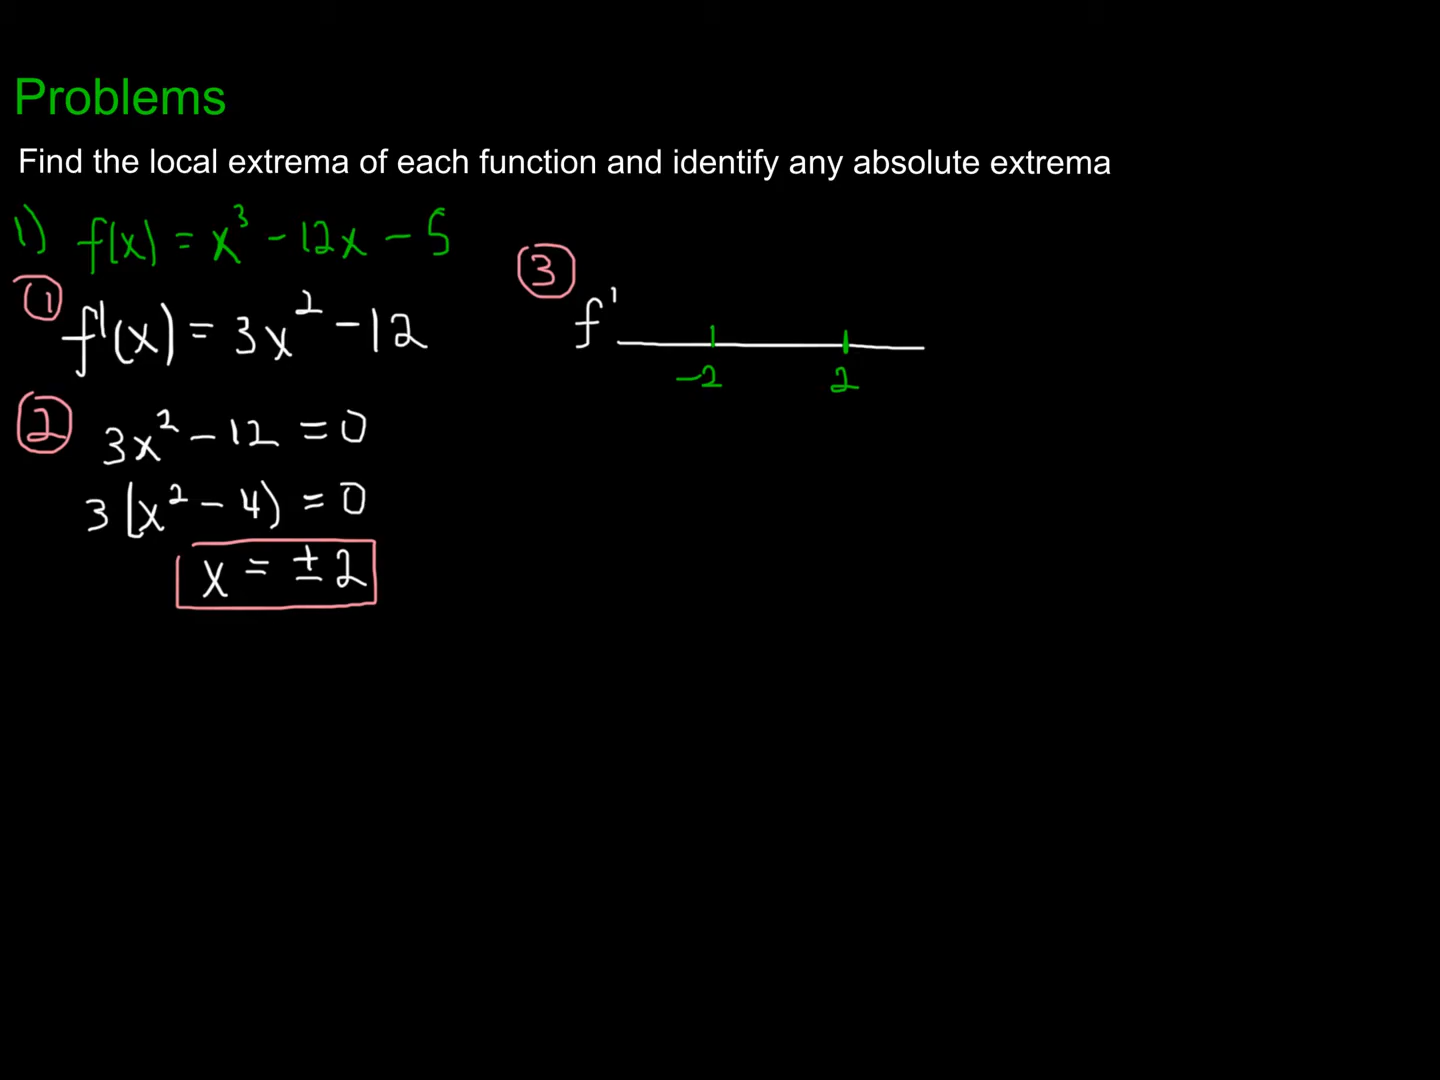 Problems
Find the local extrema of each function and identify any absolute extrema
1) f(x) = x³ - 12x - 5
① f'(x) = 3x² - 12
② 3x² - 12 = 0
3(x² - 4) = 0
x = ± 2
③
f'
-2 2